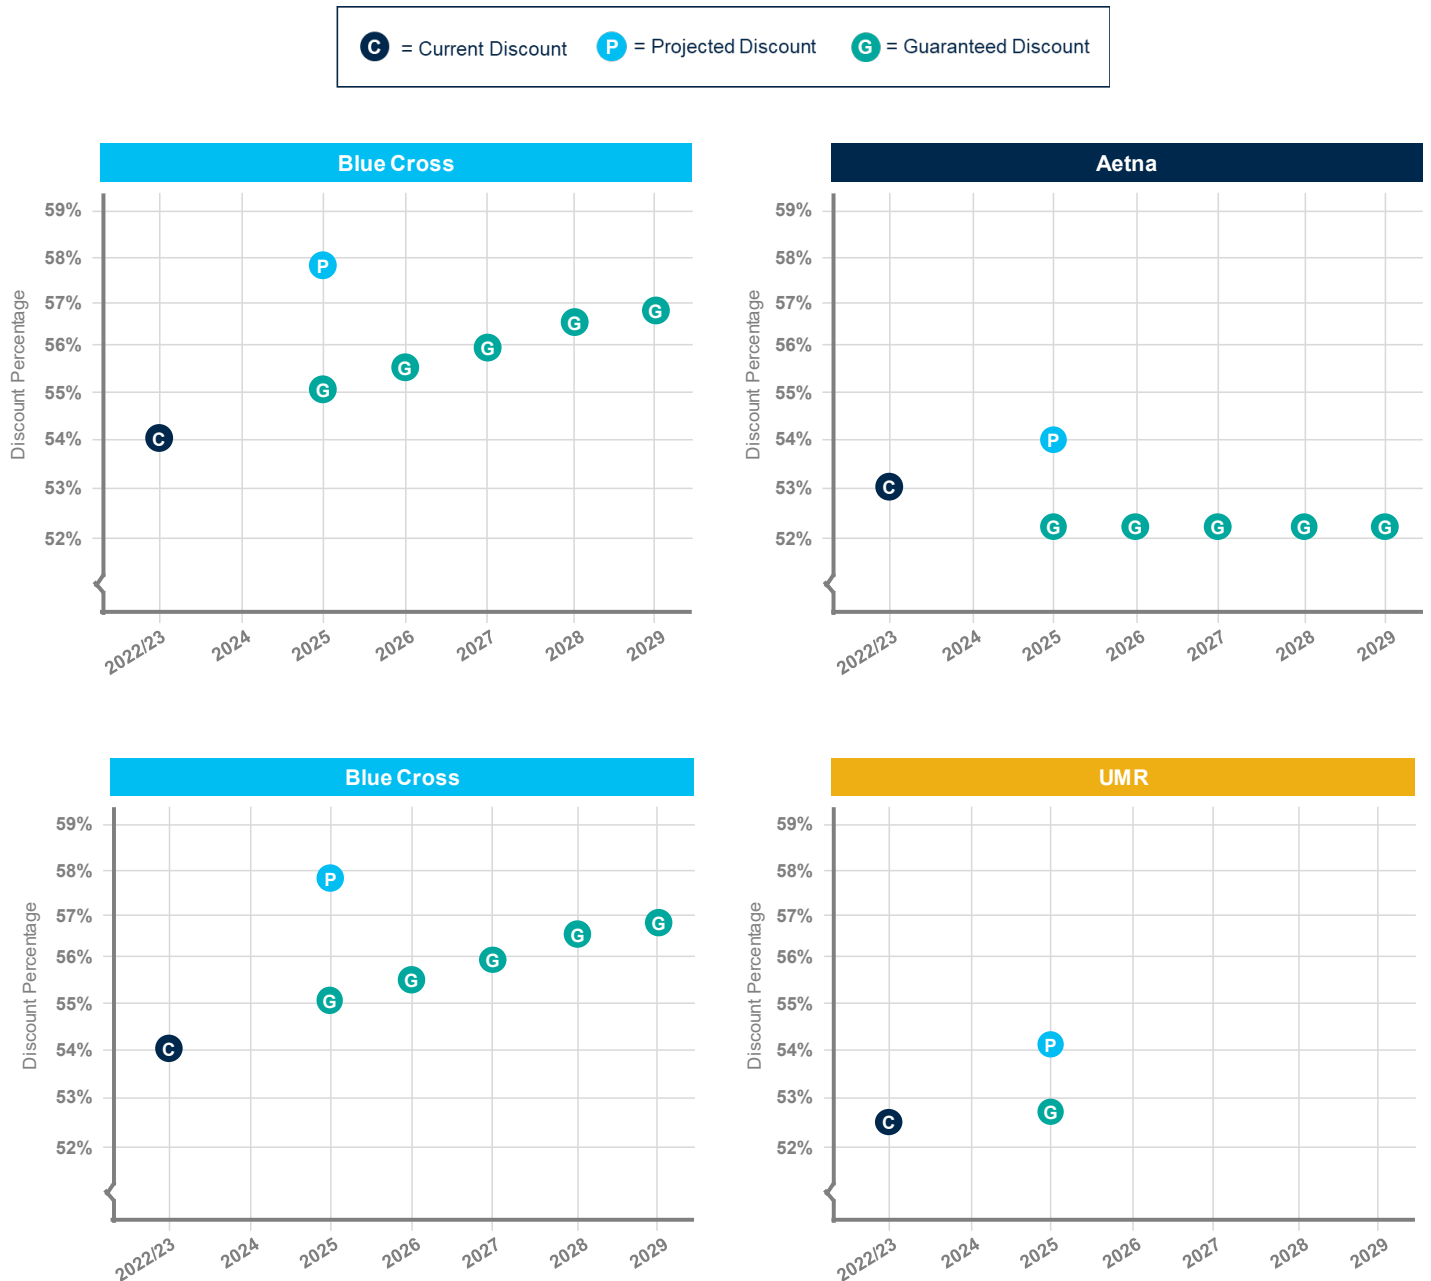 C = Current Discount P = Projected Discount G = Guaranteed Discount
Blue Cross
Discount Percentage
59%
58%
P
57%
G
G
56%
G
G
55%
G
54%
C
53%
52%
2022/23 2024 2025 2026 2027 2028 2029
Aetna
Discount Percentage
59%
58%
57%
56%
55%
54%
P
53%
C
G G G G G
52%
2022/23 2024 2025 2026 2027 2028 2029
Blue Cross
Discount Percentage
59%
58%
P
57%
G
G
56%
G
G
55%
G
54%
C
53%
52%
2022/23 2024 2025 2026 2027 2028 2029
UMR
Discount Percentage
59%
58%
57%
56%
55%
54%
P
53%
G
C
52%
2022/23 2024 2025 2026 2027 2028 2029